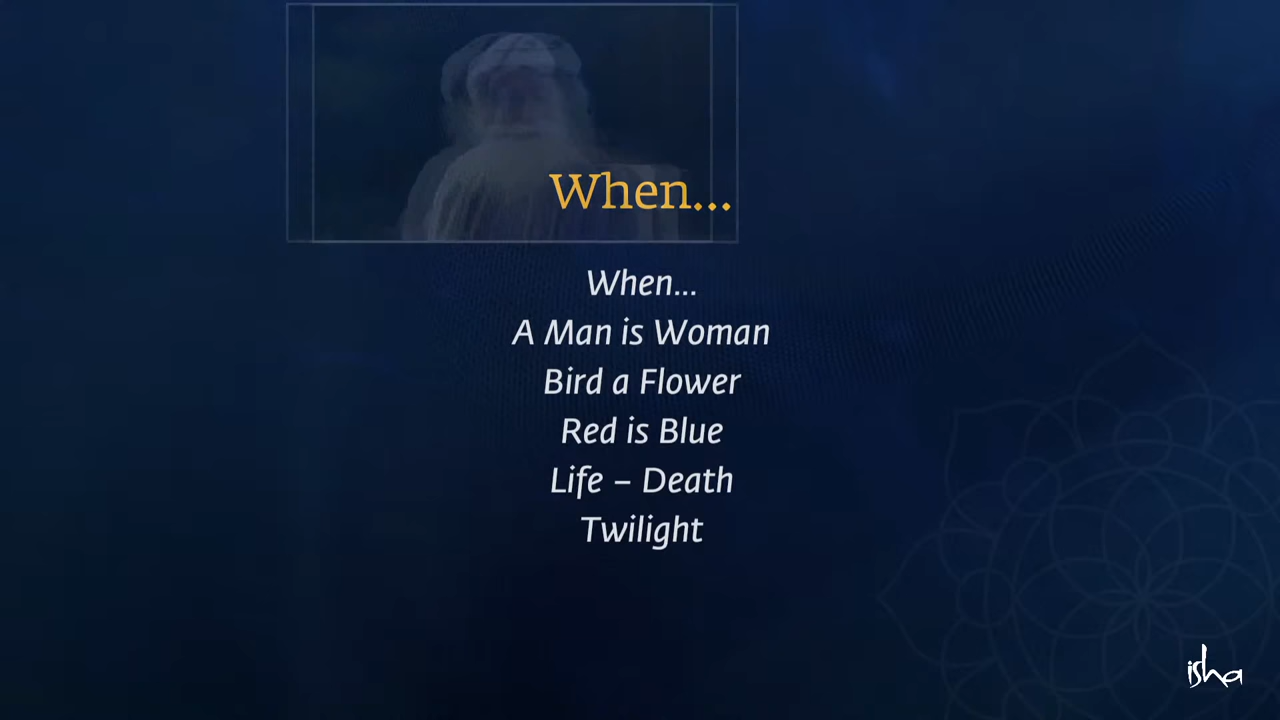 When...
When...
A Man is Woman
Bird a Flower
Red is Blue
Life – Death
Twilight
isha